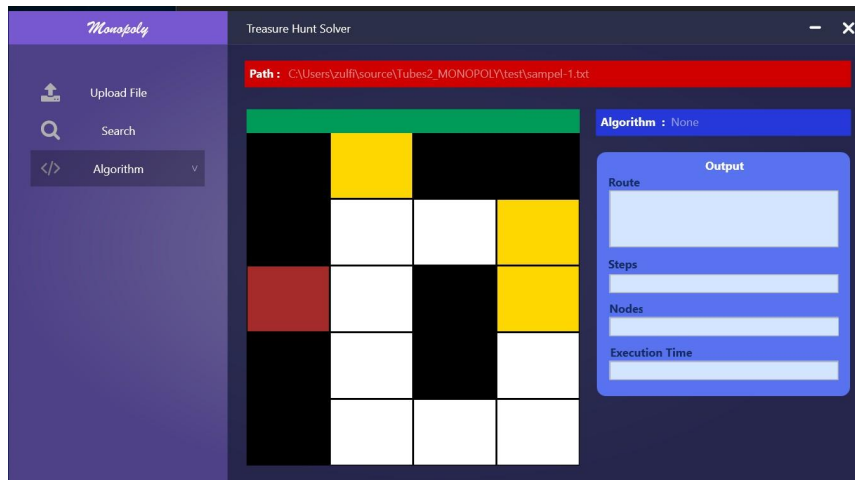 Monopoly
Treasure Hunt Solver
Upload File
Search
</> Algorithm v
Path : C:\Users\zulfi\source\Tubes2_MONOPOLY\test\sampel-1.txt
Algorithm : None
Output
Route
Steps
Nodes
Execution Time